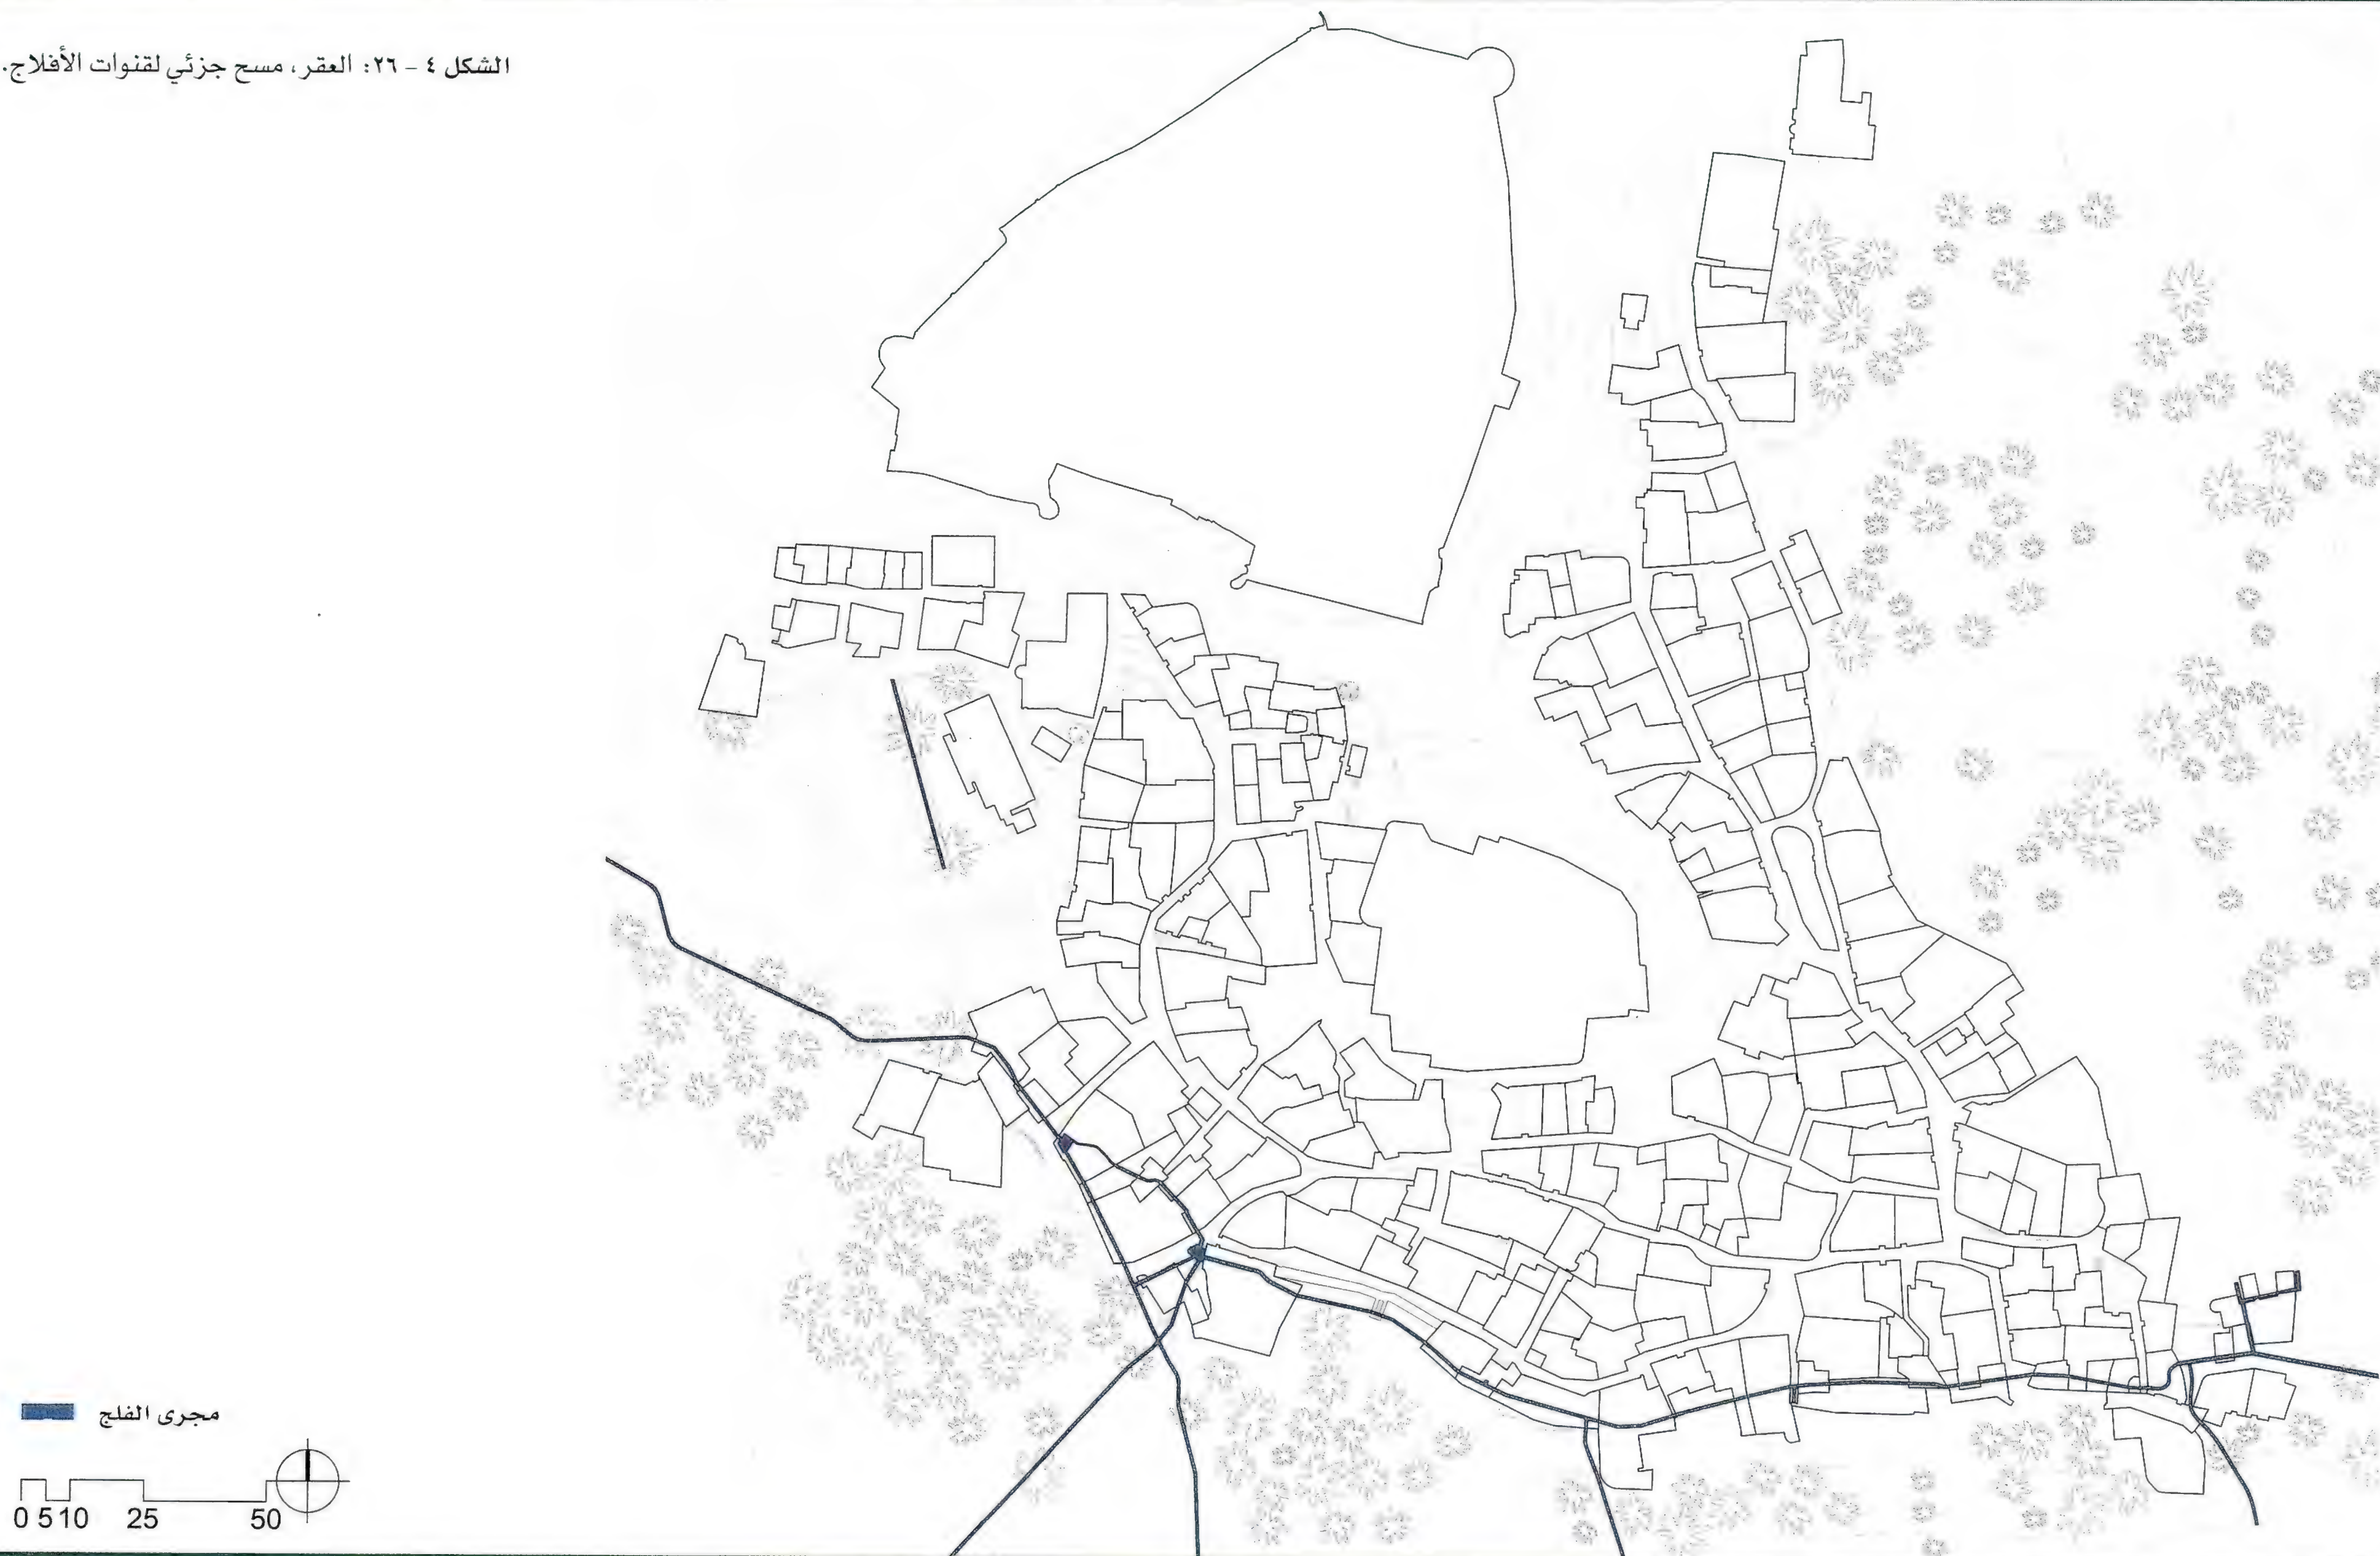 الشكل ٤ - ٢٦: العقر، مسح جزئي لقنوات الأفلاج.
مجرى الفلج
0 5 10 25 50